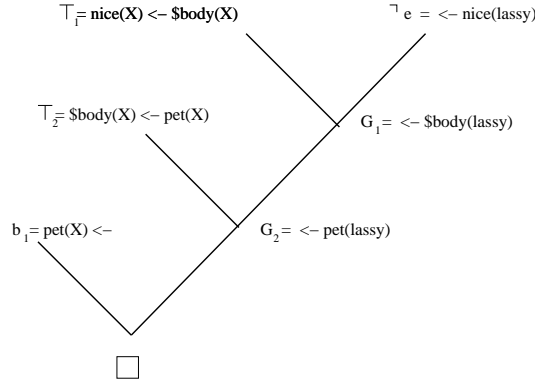 ⊤₁= nice(X) <– $body(X)
¬ e = <– nice(lassy)
⊤₂= $body(X) <– pet(X)
G₁= <– $body(lassy)
b₁= pet(X) <–
G₂= <– pet(lassy)